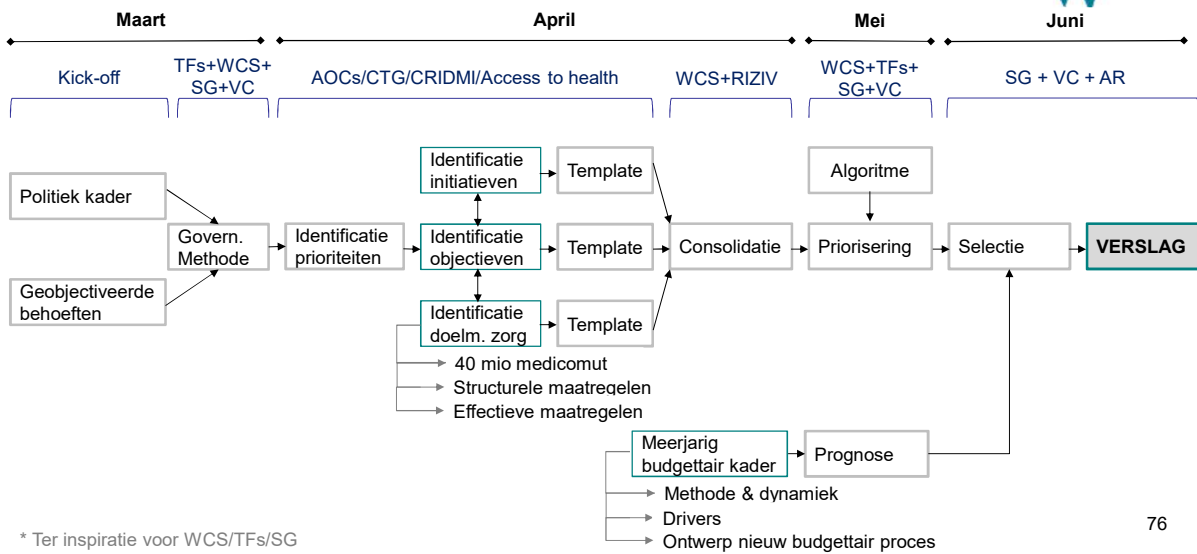 Maart
April
Mei
Juni
Kick-off
TFs+WCS+
SG+VC
AOCs/CTG/CRIDMI/Access to health
WCS+RIZIV
WCS+TFs+
SG+VC
SG + VC + AR
Politiek kader
Geobjectiveerde
behoeften
Govern.
Methode
Identificatie
prioriteiten
Identificatie
initiatieven
Template
Identificatie
objectieven
Template
Identificatie
doelm. zorg
Template
40 mio medicomut
Structurele maatregelen
Effectieve maatregelen
Consolidatie
Algoritme
Priorisering
Selectie
VERSLAG
Meerjarig
budgettair kader
Prognose
Methode & dynamiek
Drivers
Ontwerp nieuw budgettair proces
* Ter inspiratie voor WCS/TFs/SG
76